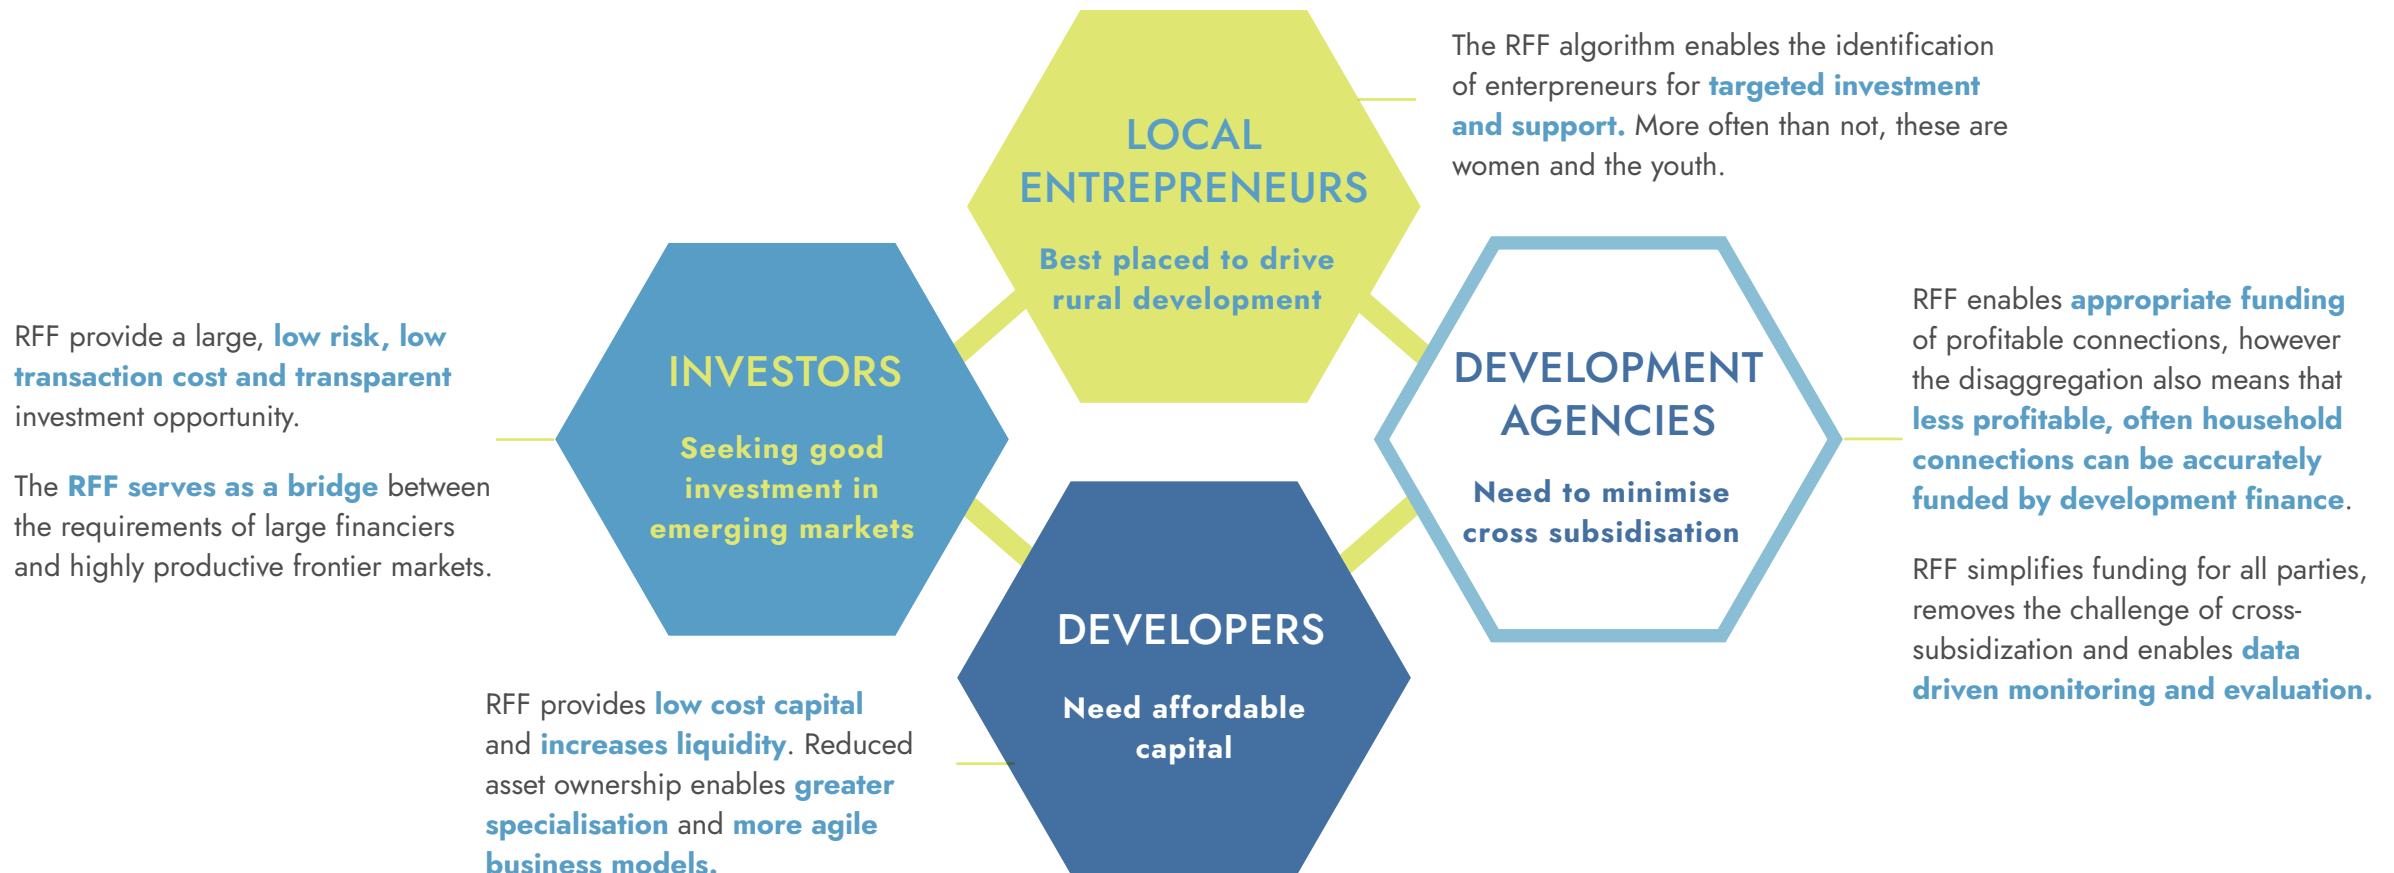 The RFF algorithm enables the identification
of enterpreneurs for targeted investment
and support. More often than not, these are
women and the youth.
LOCAL
ENTREPRENEURS
Best placed to drive
rural development
RFF provide a large, low risk, low
transaction cost and transparent
investment opportunity.
The RFF serves as a bridge between
the requirements of large financiers
and highly productive frontier markets.
INVESTORS
Seeking good
investment in
emerging markets
DEVELOPMENT
AGENCIES
Need to minimise
cross subsidisation
RFF enables appropriate funding
of profitable connections, however
the disaggregation also means that
less profitable, often household
connections can be accurately
funded by development finance.
RFF simplifies funding for all parties,
removes the challenge of cross-
subsidization and enables data
driven monitoring and evaluation.
DEVELOPERS
Need affordable
capital
RFF provides low cost capital
and increases liquidity. Reduced
asset ownership enables greater
specialisation and more agile
business models.